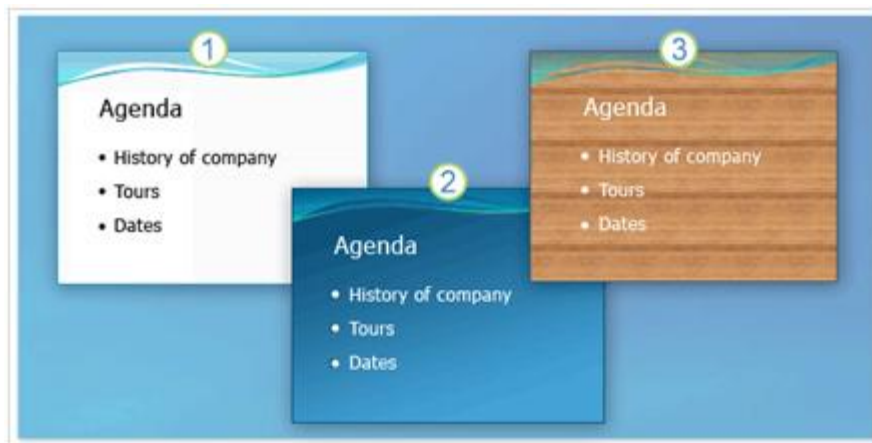 1
Agenda
• History of company
• Tours
• Dates
2
Agenda
• History of company
• Tours
• Dates
3
Agenda
• History of company
• Tours
• Dates